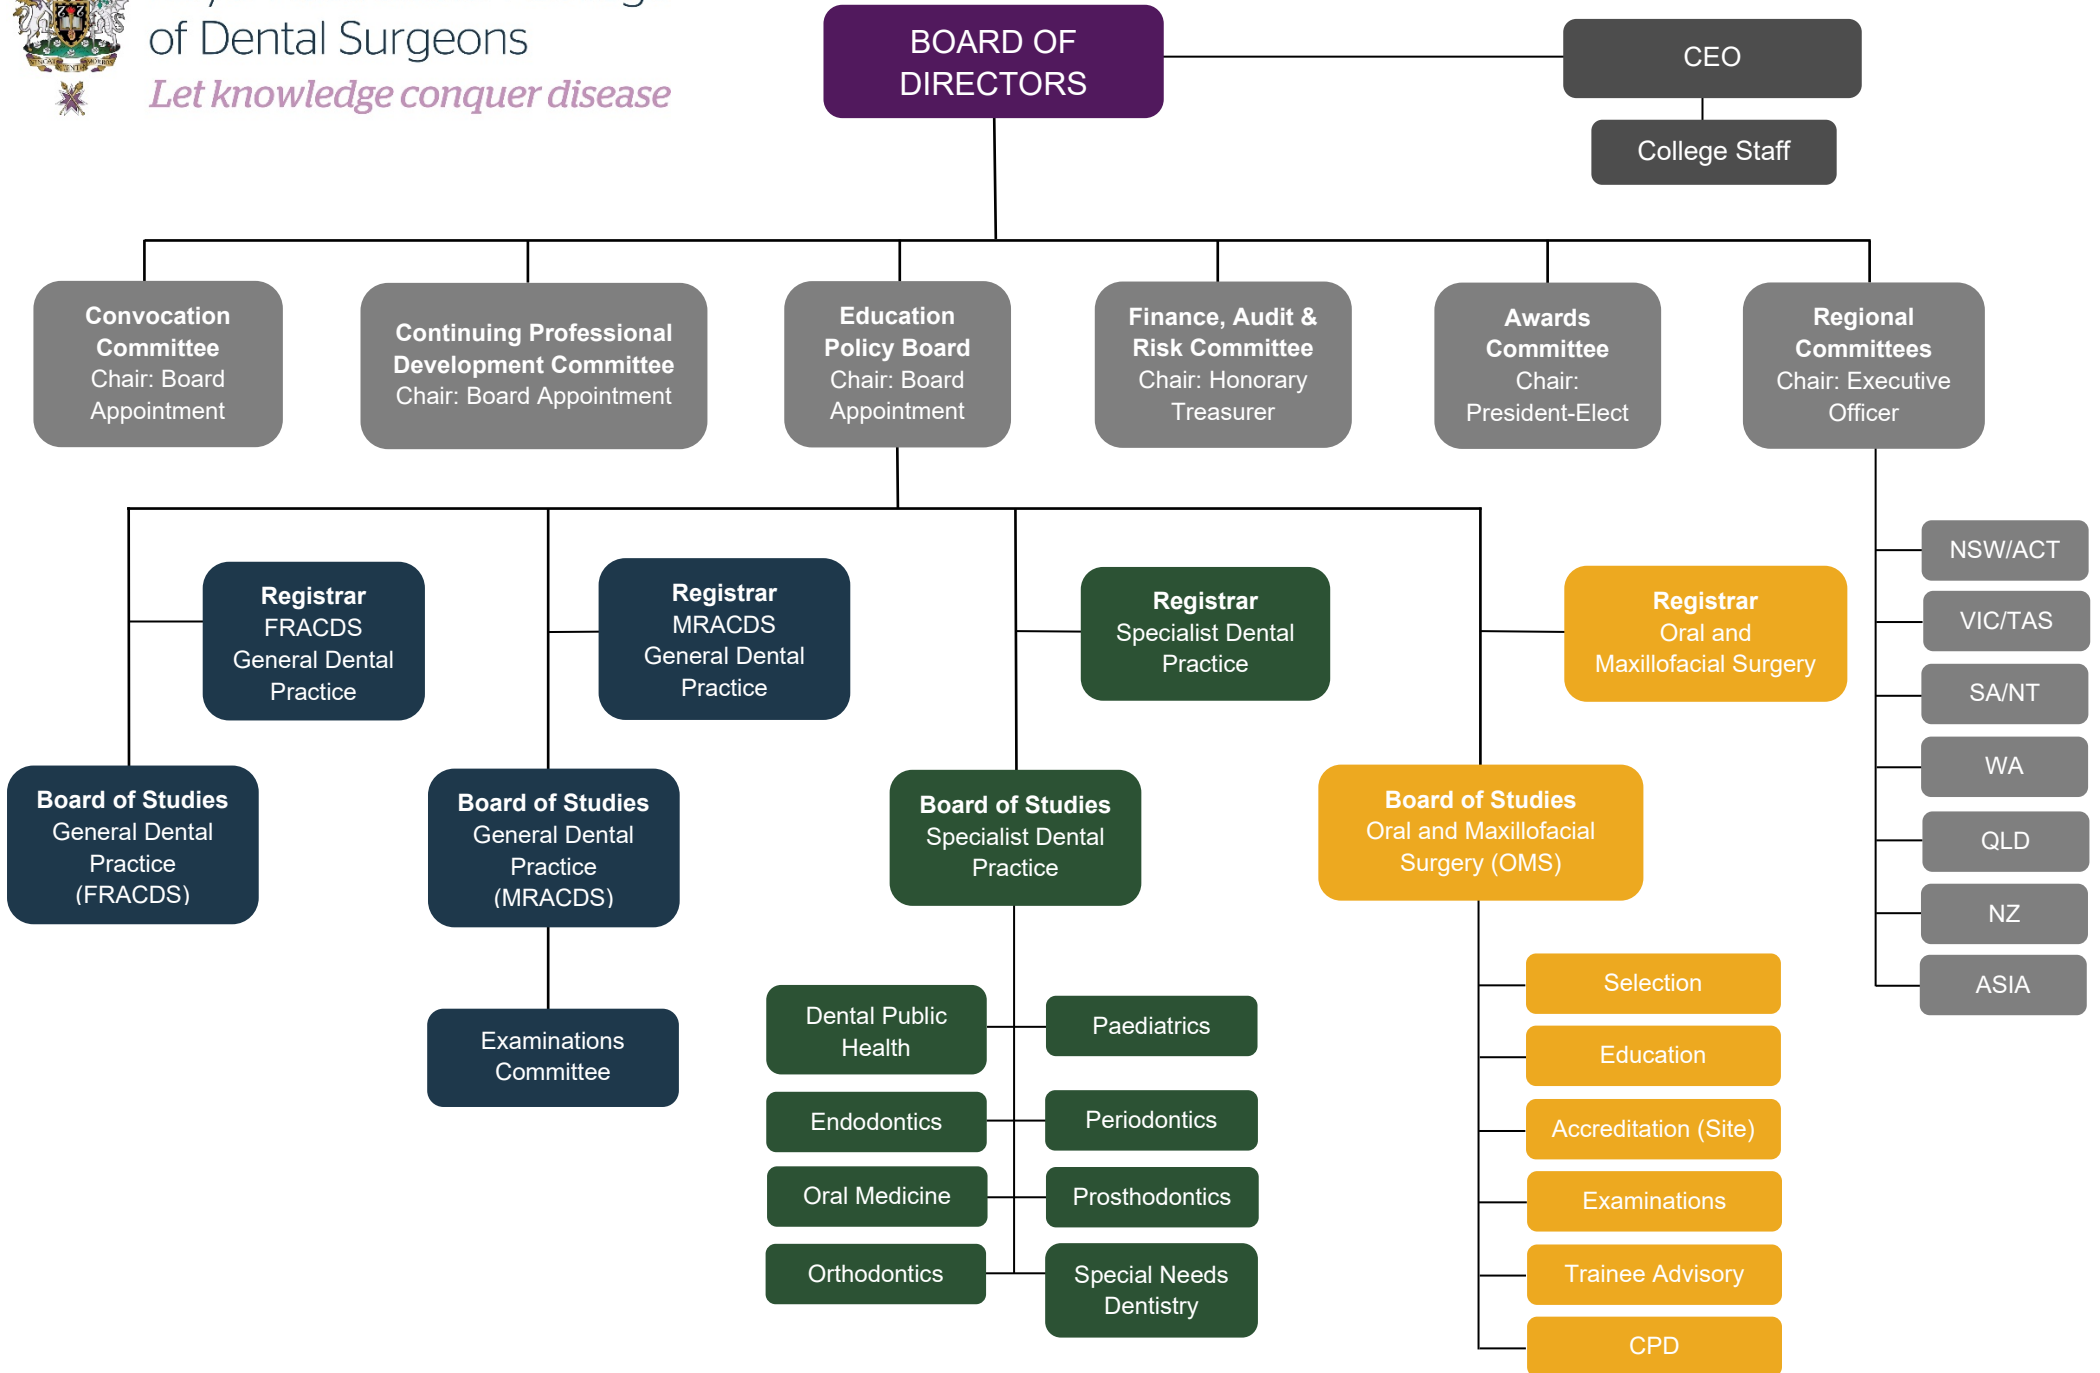 of Dental Surgeons
Let knowledge conquer disease
BOARD OF
DIRECTORS
CEO
College Staff
Convocation
Committee
Chair: Board
Appointment
Continuing Professional
Development Committee
Chair: Board Appointment
Education
Policy Board
Chair: Board
Appointment
Finance, Audit &
Risk Committee
Chair: Honorary
Treasurer
Awards
Committee
Chair:
President-Elect
Regional
Committees
Chair: Executive
Officer
NSW/ACT
VIC/TAS
SA/NT
WA
QLD
NZ
ASIA
Registrar
FRACDS
General Dental
Practice
Registrar
MRACDS
General Dental
Practice
Registrar
Specialist Dental
Practice
Registrar
Oral and
Maxillofacial Surgery
Board of Studies
General Dental
Practice
(FRACDS)
Board of Studies
General Dental
Practice
(MRACDS)
Board of Studies
Specialist Dental
Practice
Board of Studies
Oral and Maxillofacial
Surgery (OMS)
Examinations
Committee
Dental Public
Health
Paediatrics
Endodontics
Periodontics
Oral Medicine
Prosthodontics
Orthodontics
Special Needs
Dentistry
Selection
Education
Accreditation (Site)
Examinations
Trainee Advisory
CPD